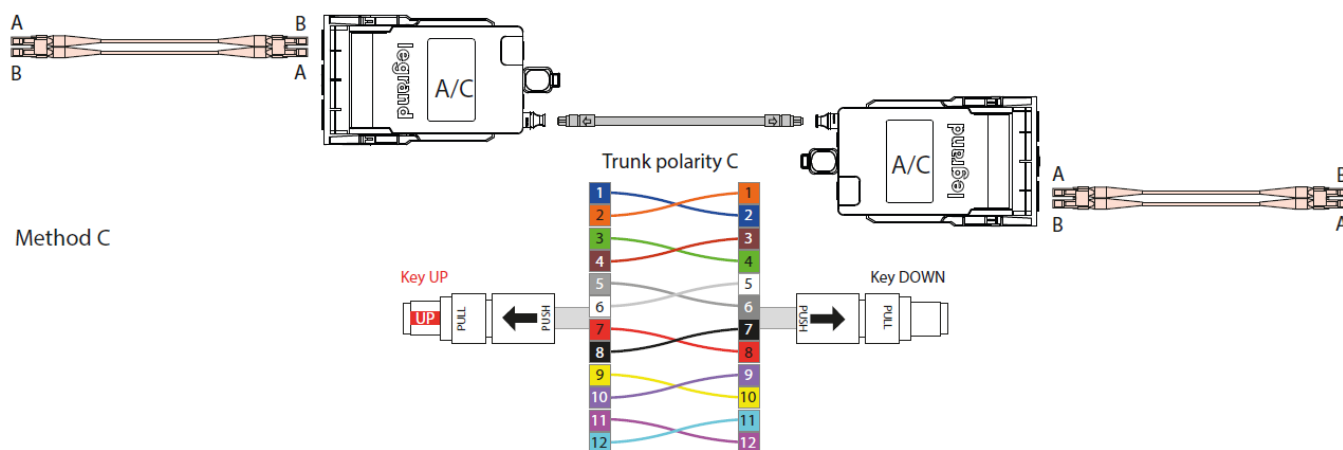 A B
B A
legrand
A/C
A/C
legrand
A B
B A
Trunk polarity C
1 1
2 2
3 3
4 4
5 5
6 6
7 7
8 8
9 9
10 10
11 11
12 12
Method C
Key UP
UP
PULL
PUSH
Key DOWN
PUSH
PULL